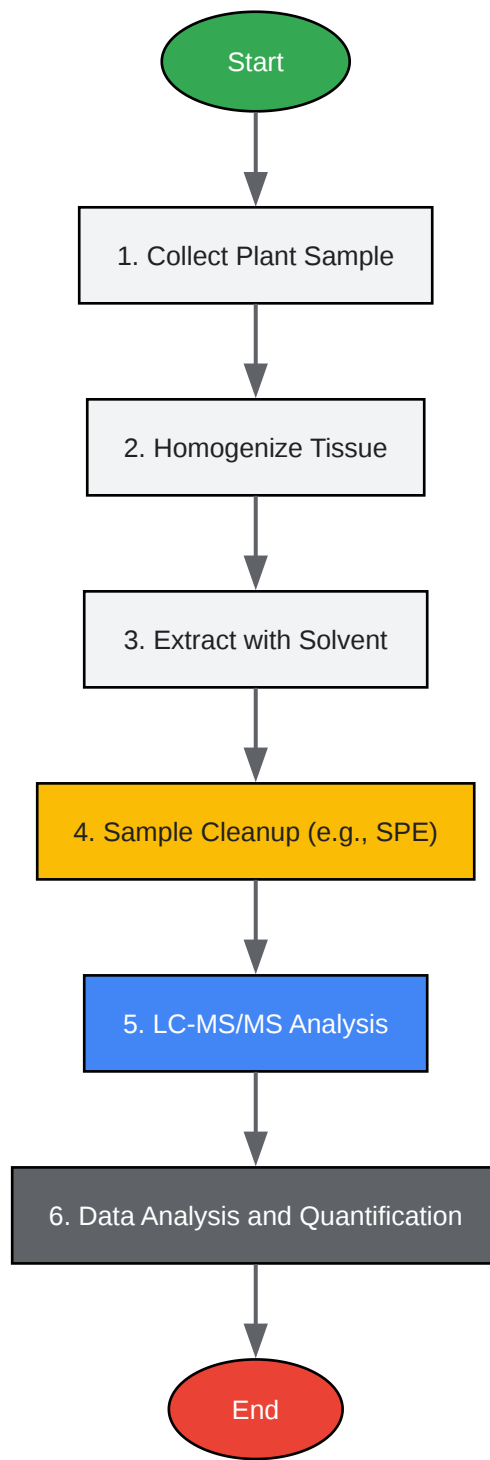 Start
1. Collect Plant Sample
2. Homogenize Tissue
3. Extract with Solvent
4. Sample Cleanup (e.g., SPE)
5. LC-MS/MS Analysis
6. Data Analysis and Quantification
End